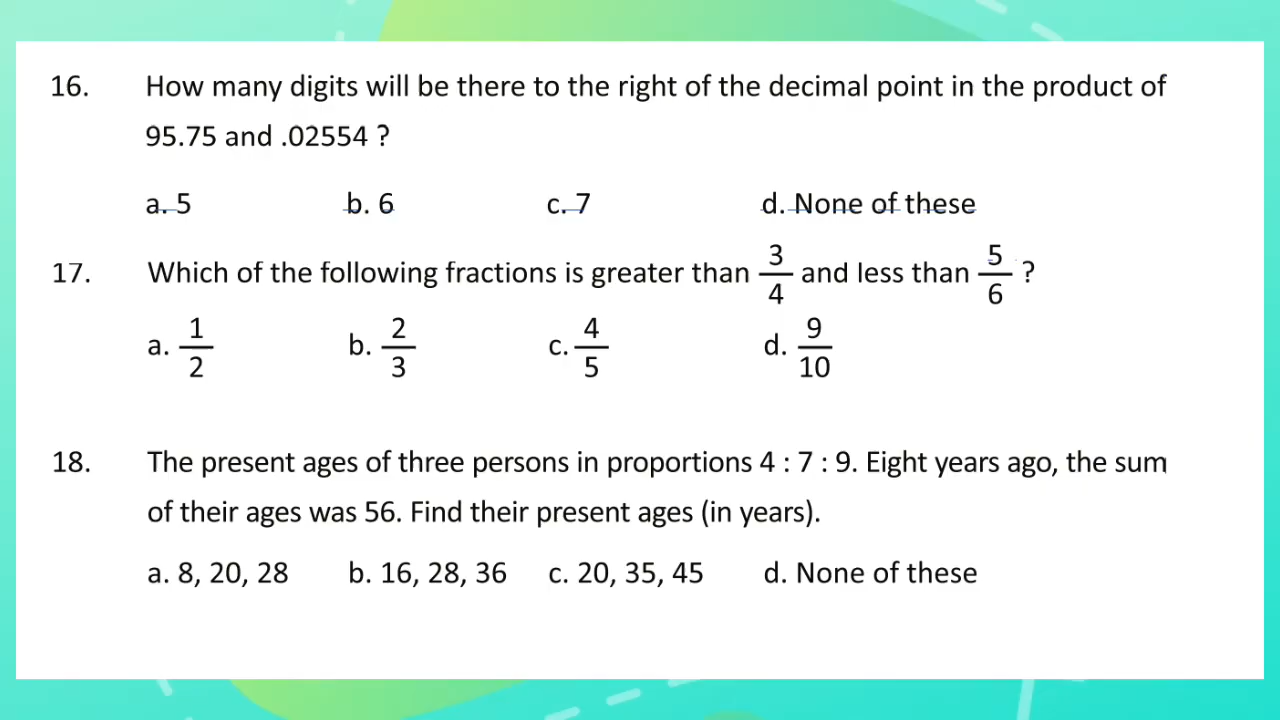 16. How many digits will be there to the right of the decimal point in the product of
95.75 and .02554 ?
a. 5 b. 6 c. 7 d. None of these
17. Which of the following fractions is greater than 3/4 and less than 5/6 ?
a. 1/2 b. 2/3 c. 4/5 d. 9/10
18. The present ages of three persons in proportions 4 : 7 : 9. Eight years ago, the sum
of their ages was 56. Find their present ages (in years).
a. 8, 20, 28 b. 16, 28, 36 c. 20, 35, 45 d. None of these